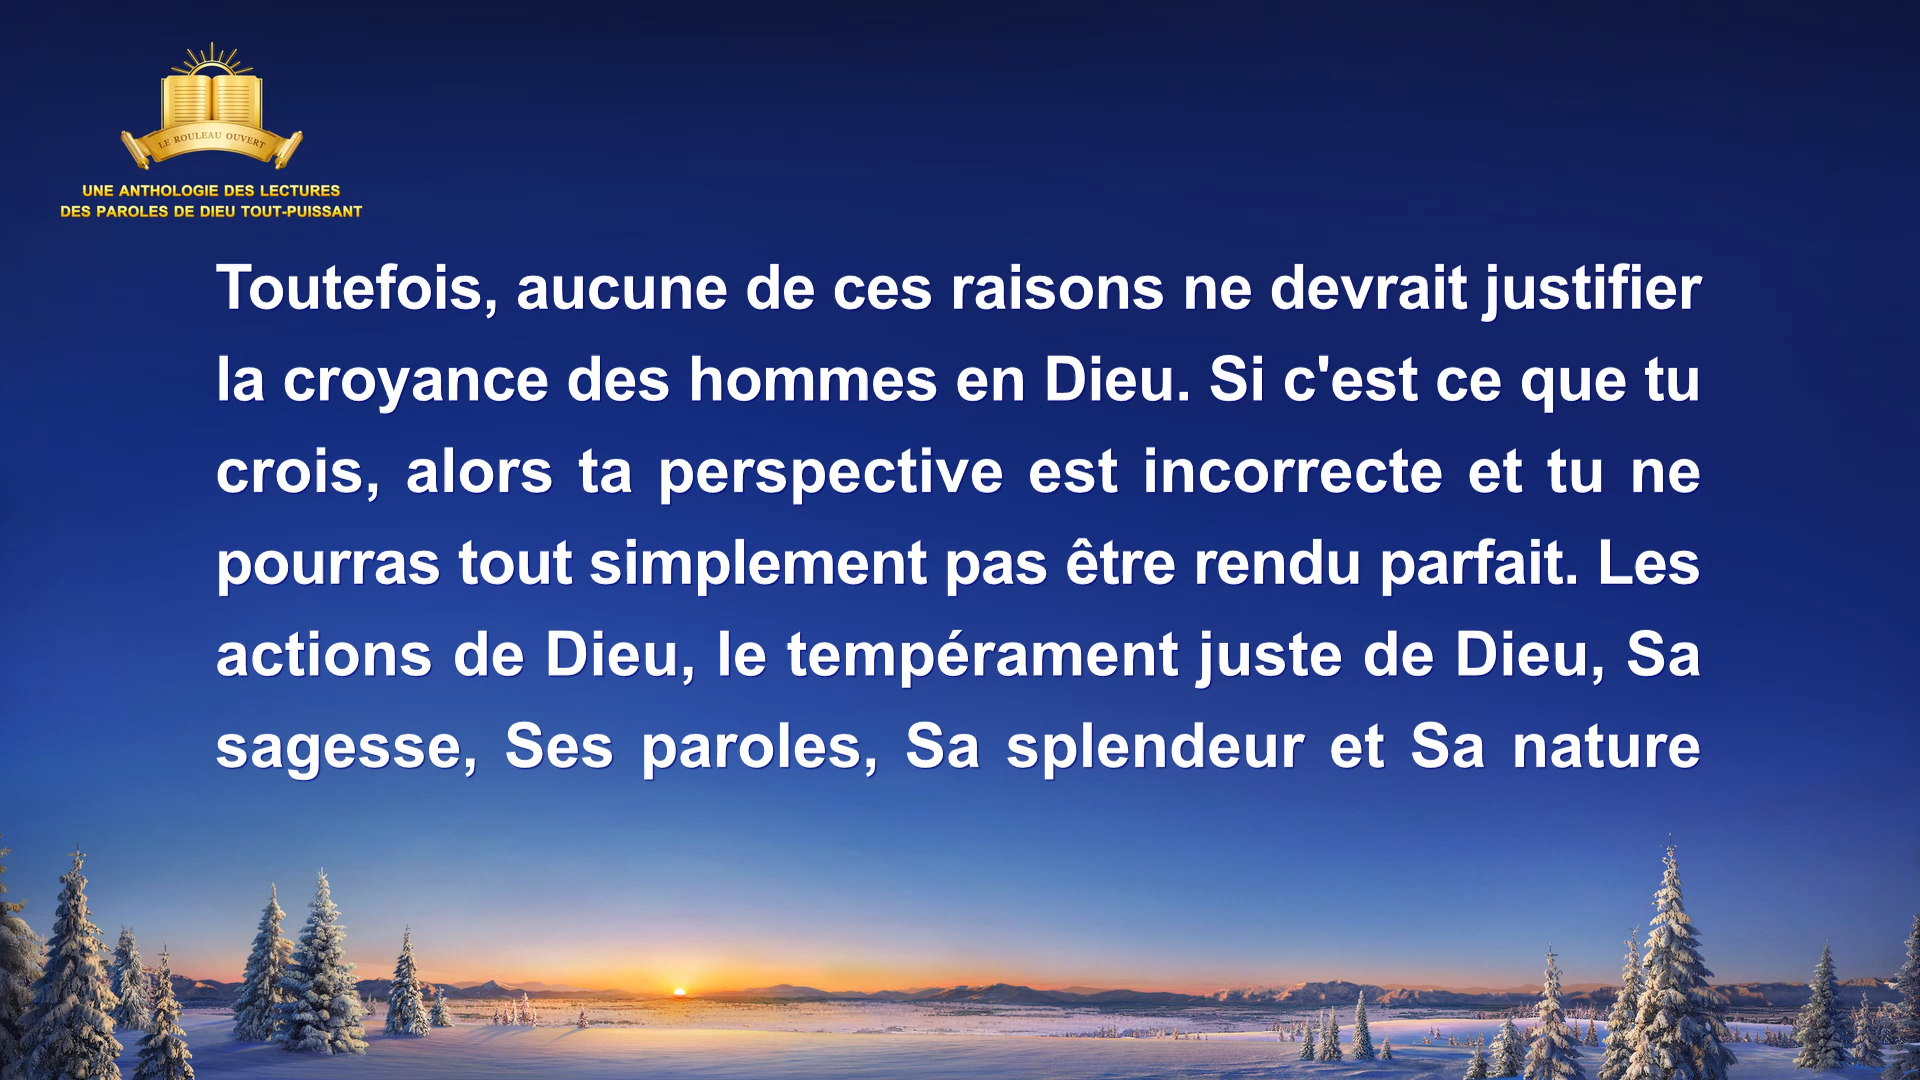 LE ROULEAU OUVERT
UNE ANTHOLOGIE DES LECTURES
DES PAROLES DE DIEU TOUT-PUISSANT
Toutefois, aucune de ces raisons ne devrait justifier
la croyance des hommes en Dieu. Si c'est ce que tu
crois, alors ta perspective est incorrecte et tu ne
pourras tout simplement pas être rendu parfait. Les
actions de Dieu, le tempérament juste de Dieu, Sa
sagesse, Ses paroles, Sa splendeur et Sa nature